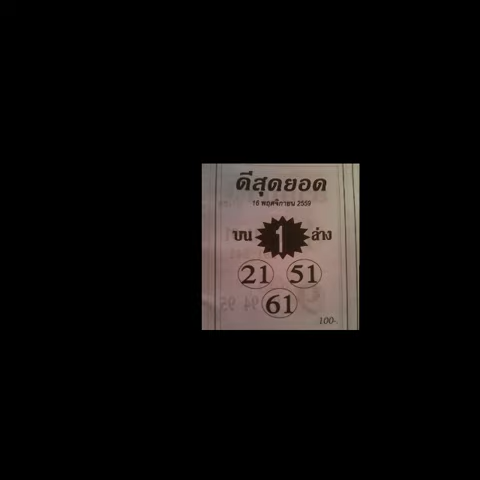 ดีสุดยอด
16 พฤศจิกายน 2559
บน 1 ล่าง
21 51
61
100-.